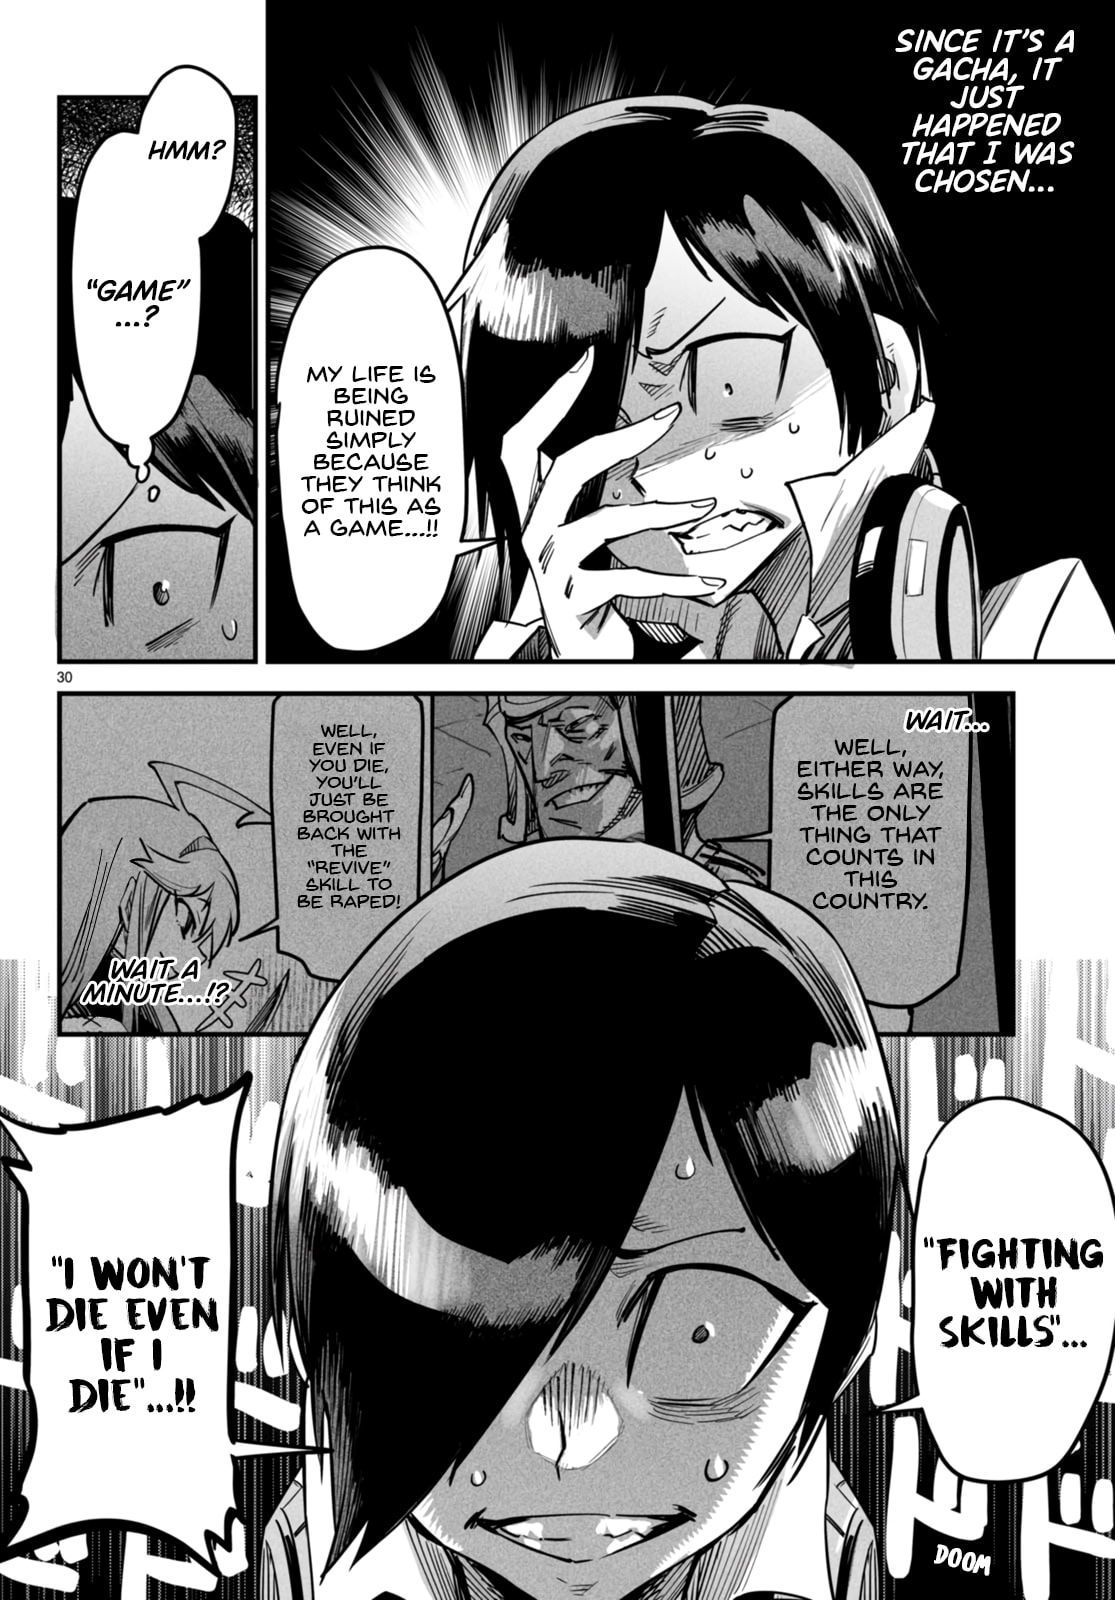 SINCE IT'S A
GACHA, IT
JUST
HAPPENED
THAT I WAS
CHOSEN...
MY LIFE IS
BEING
RUINED
SIMPLY
BECAUSE
THEY THINK
OF THIS AS
A GAME...!!
HMM?
"GAME"
...?
30
WAIT...
WELL,
EITHER WAY,
SKILLS ARE
THE ONLY
THING THAT
COUNTS IN
THIS
COUNTRY.
WELL,
EVEN IF
YOU DIE,
YOU'LL
JUST BE
BROUGHT
BACK WITH
THE
"REVIVE"
SKILL TO
BE RAPED!
WAIT A
MINUTE...!?
"FIGHTING
WITH
SKILLS"...
"I WON'T
DIE EVEN
IF I
DIE"...!!
DOOM